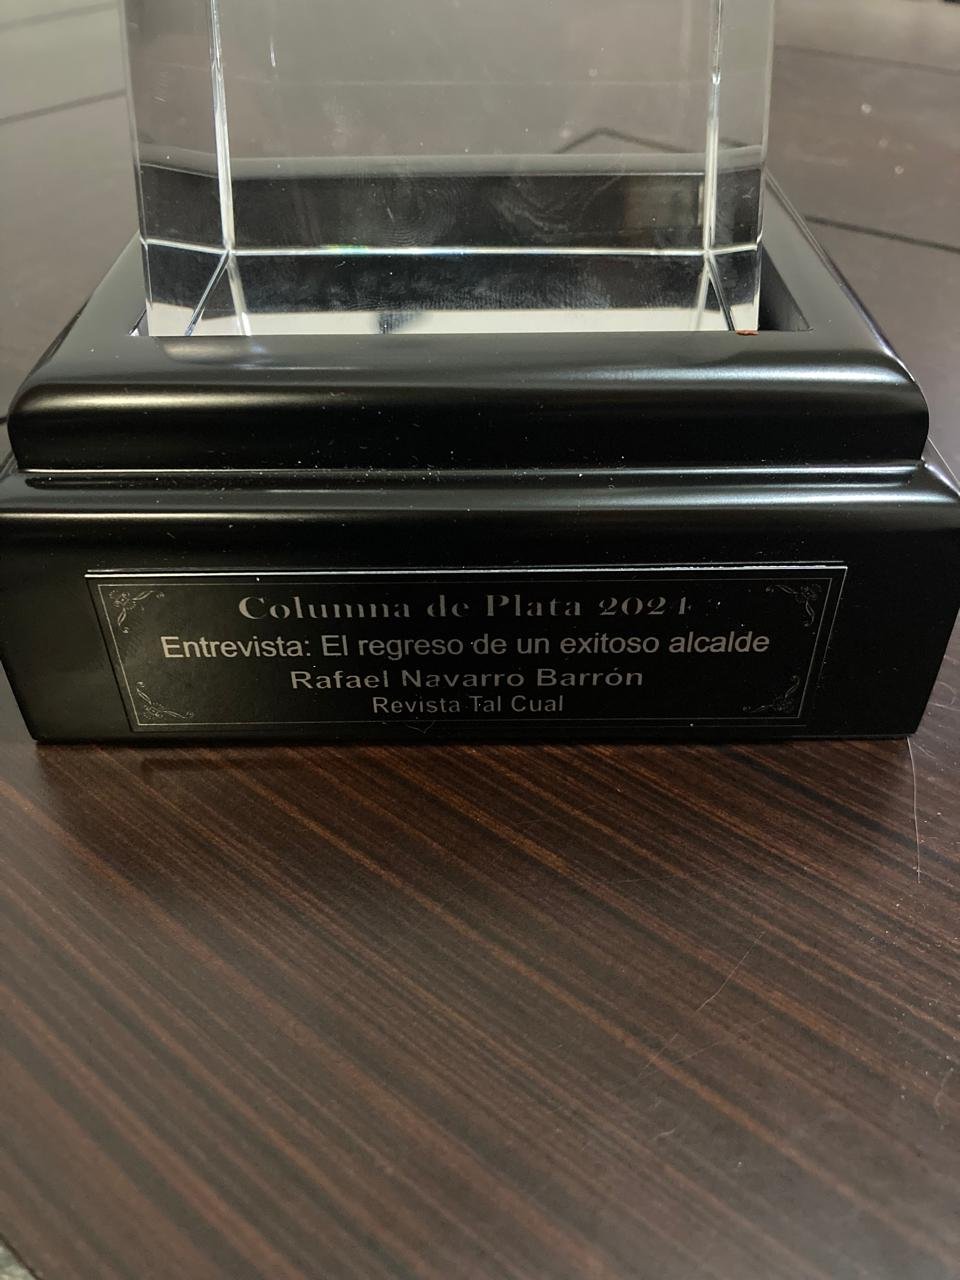 Columna de Plata 2024
Entrevista: El regreso de un exitoso alcalde
Rafael Navarro Barrón
Revista Tal Cual